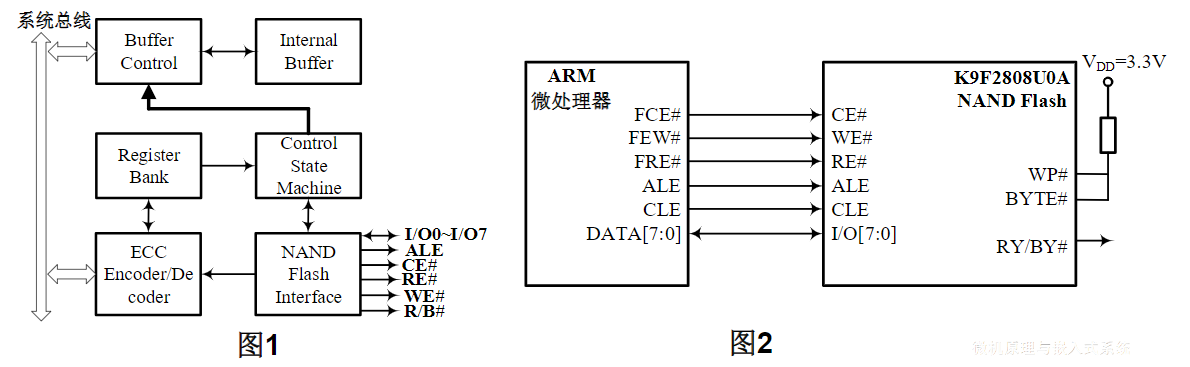 系统总线
Buffer
Control
Internal
Buffer
Register
Bank
Control
State
Machine
ECC
Encoder/De
coder
NAND
Flash
Interface
I/O0~I/O7
ALE
CE#
RE#
WE#
R/B#
图1
ARM
微处理器
FCE#
FEW#
FRE#
ALE
CLE
DATA[7:0]
K9F2808U0A
NAND Flash
CE#
WE#
RE#
ALE
CLE
I/O[7:0]
WP#
BYTE#
RY/BY#
VDD=3.3V
图2
微机原理与嵌入式系统